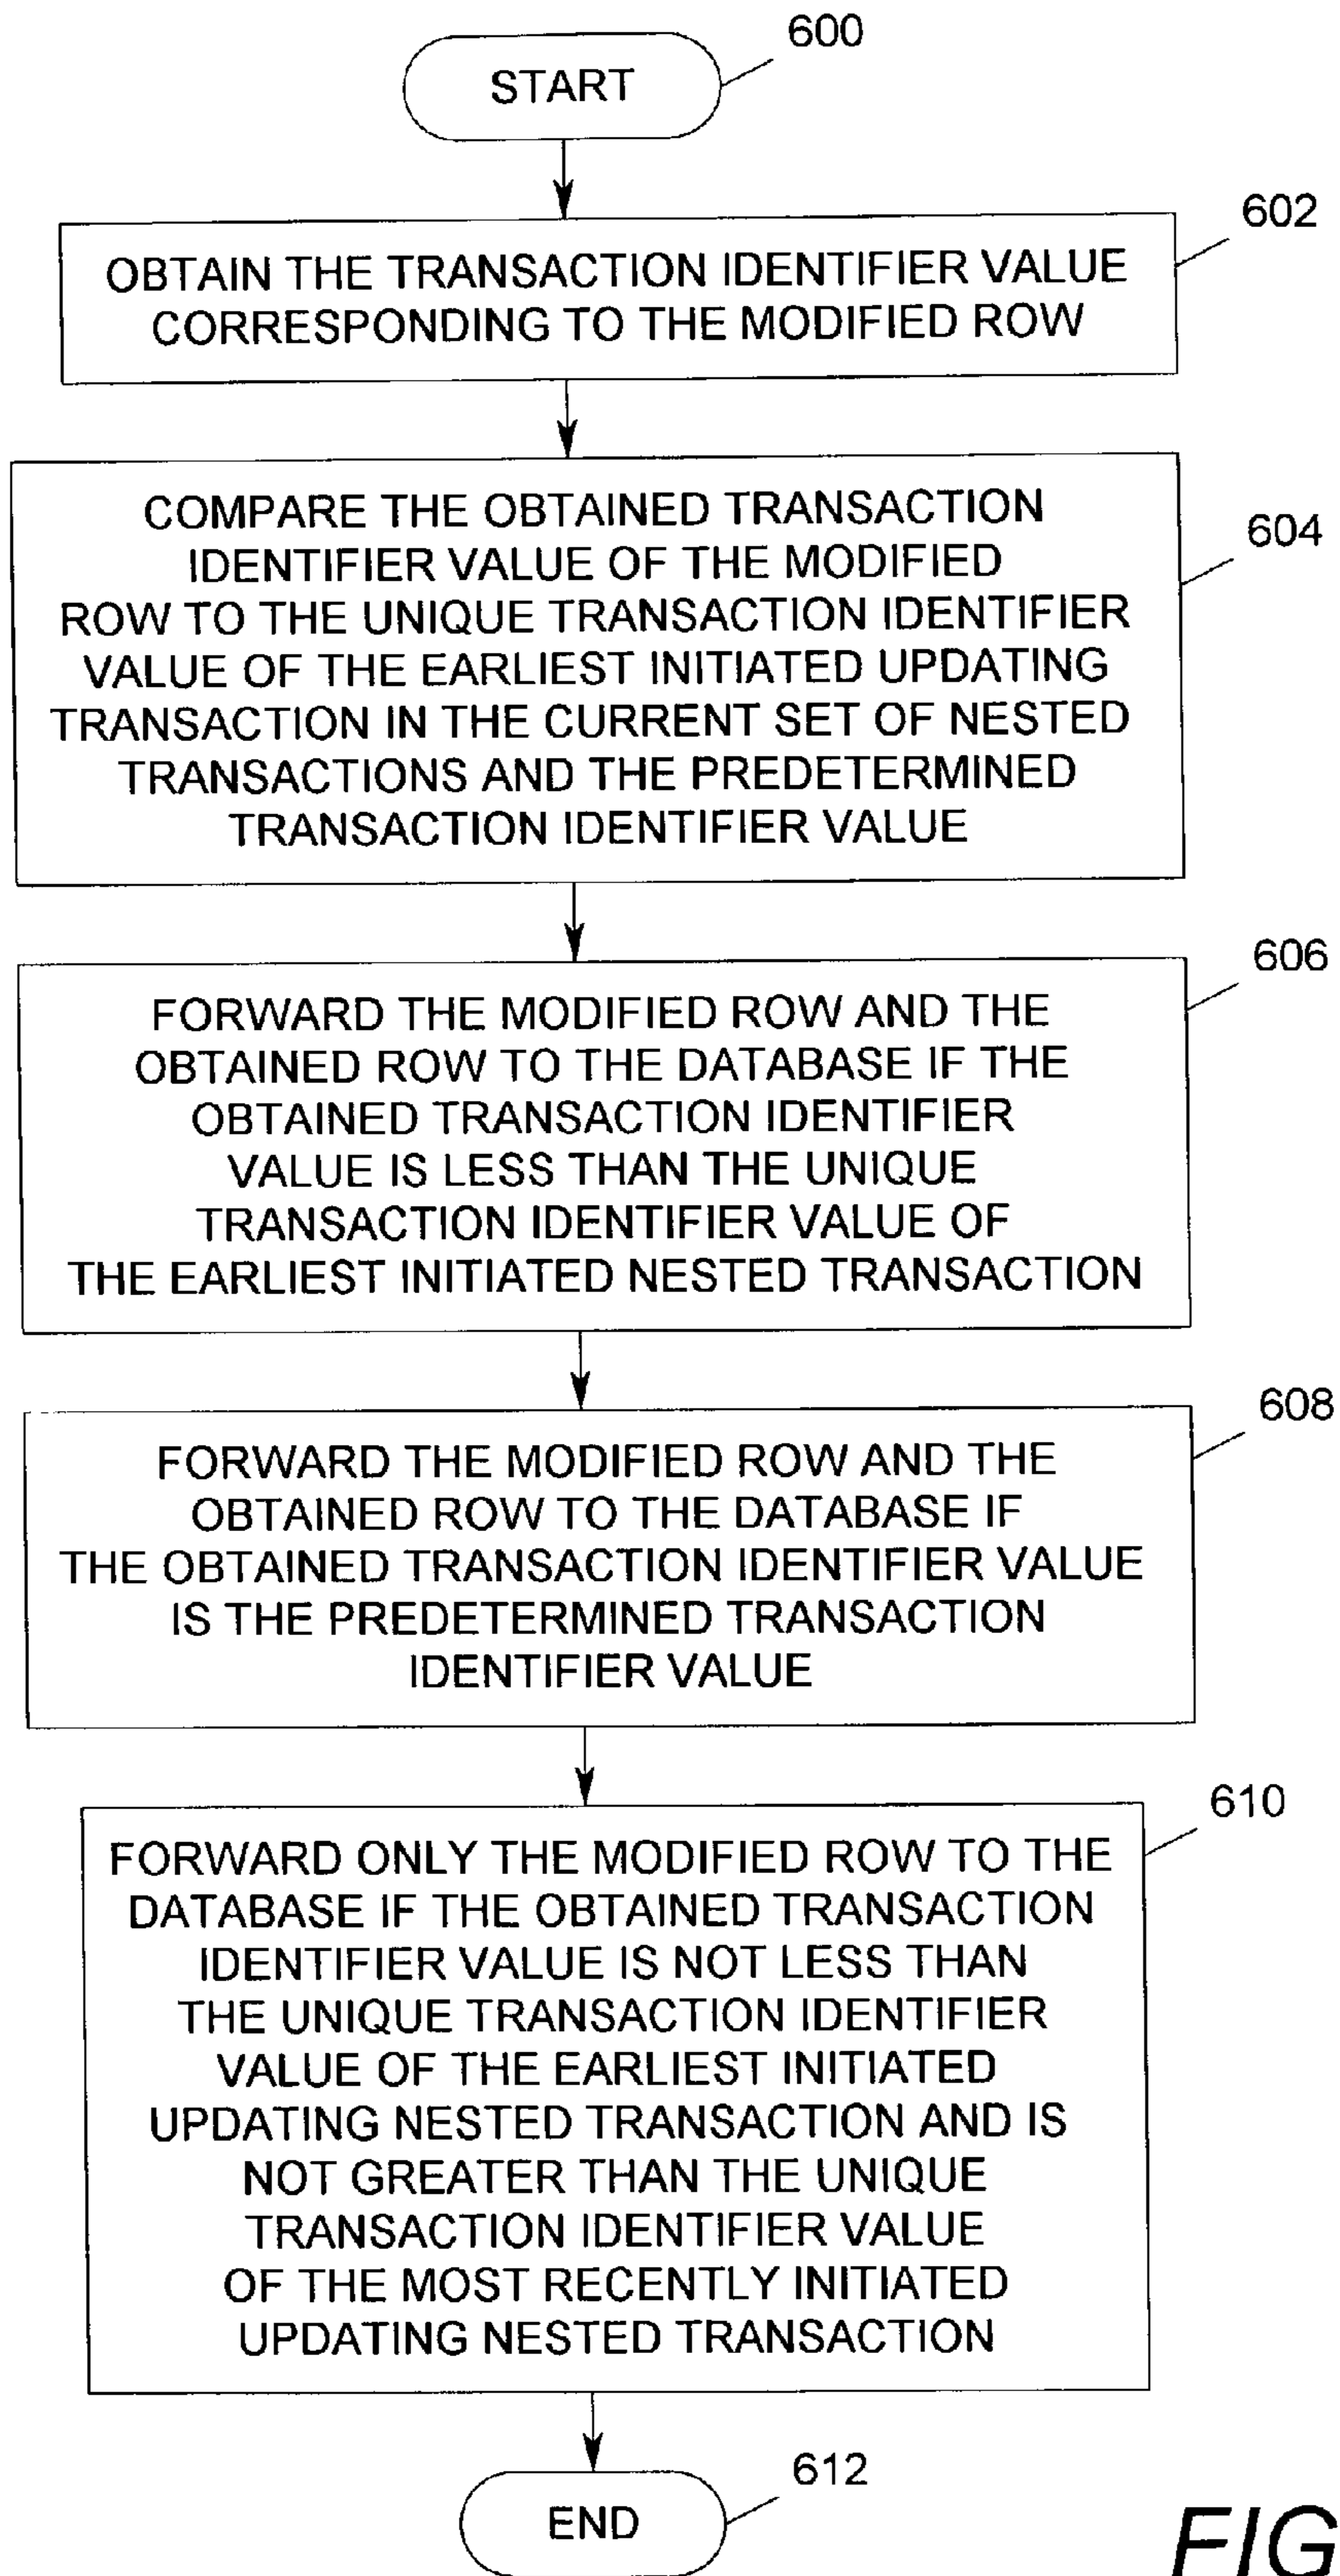 600
START
602
OBTAIN THE TRANSACTION IDENTIFIER VALUE
CORRESPONDING TO THE MODIFIED ROW
604
COMPARE THE OBTAINED TRANSACTION
IDENTIFIER VALUE OF THE MODIFIED
ROW TO THE UNIQUE TRANSACTION IDENTIFIER
VALUE OF THE EARLIEST INITIATED UPDATING
TRANSACTION IN THE CURRENT SET OF NESTED
TRANSACTIONS AND THE PREDETERMINED
TRANSACTION IDENTIFIER VALUE
606
FORWARD THE MODIFIED ROW AND THE
OBTAINED ROW TO THE DATABASE IF THE
OBTAINED TRANSACTION IDENTIFIER
VALUE IS LESS THAN THE UNIQUE
TRANSACTION IDENTIFIER VALUE OF
THE EARLIEST INITIATED NESTED TRANSACTION
608
FORWARD THE MODIFIED ROW AND THE
OBTAINED ROW TO THE DATABASE IF
THE OBTAINED TRANSACTION IDENTIFIER VALUE
IS THE PREDETERMINED TRANSACTION
IDENTIFIER VALUE
610
FORWARD ONLY THE MODIFIED ROW TO THE
DATABASE IF THE OBTAINED TRANSACTION
IDENTIFIER VALUE IS NOT LESS THAN
THE UNIQUE TRANSACTION IDENTIFIER
VALUE OF THE EARLIEST INITIATED
UPDATING NESTED TRANSACTION AND IS
NOT GREATER THAN THE UNIQUE
TRANSACTION IDENTIFIER VALUE
OF THE MOST RECENTLY INITIATED
UPDATING NESTED TRANSACTION
612
END
FIG